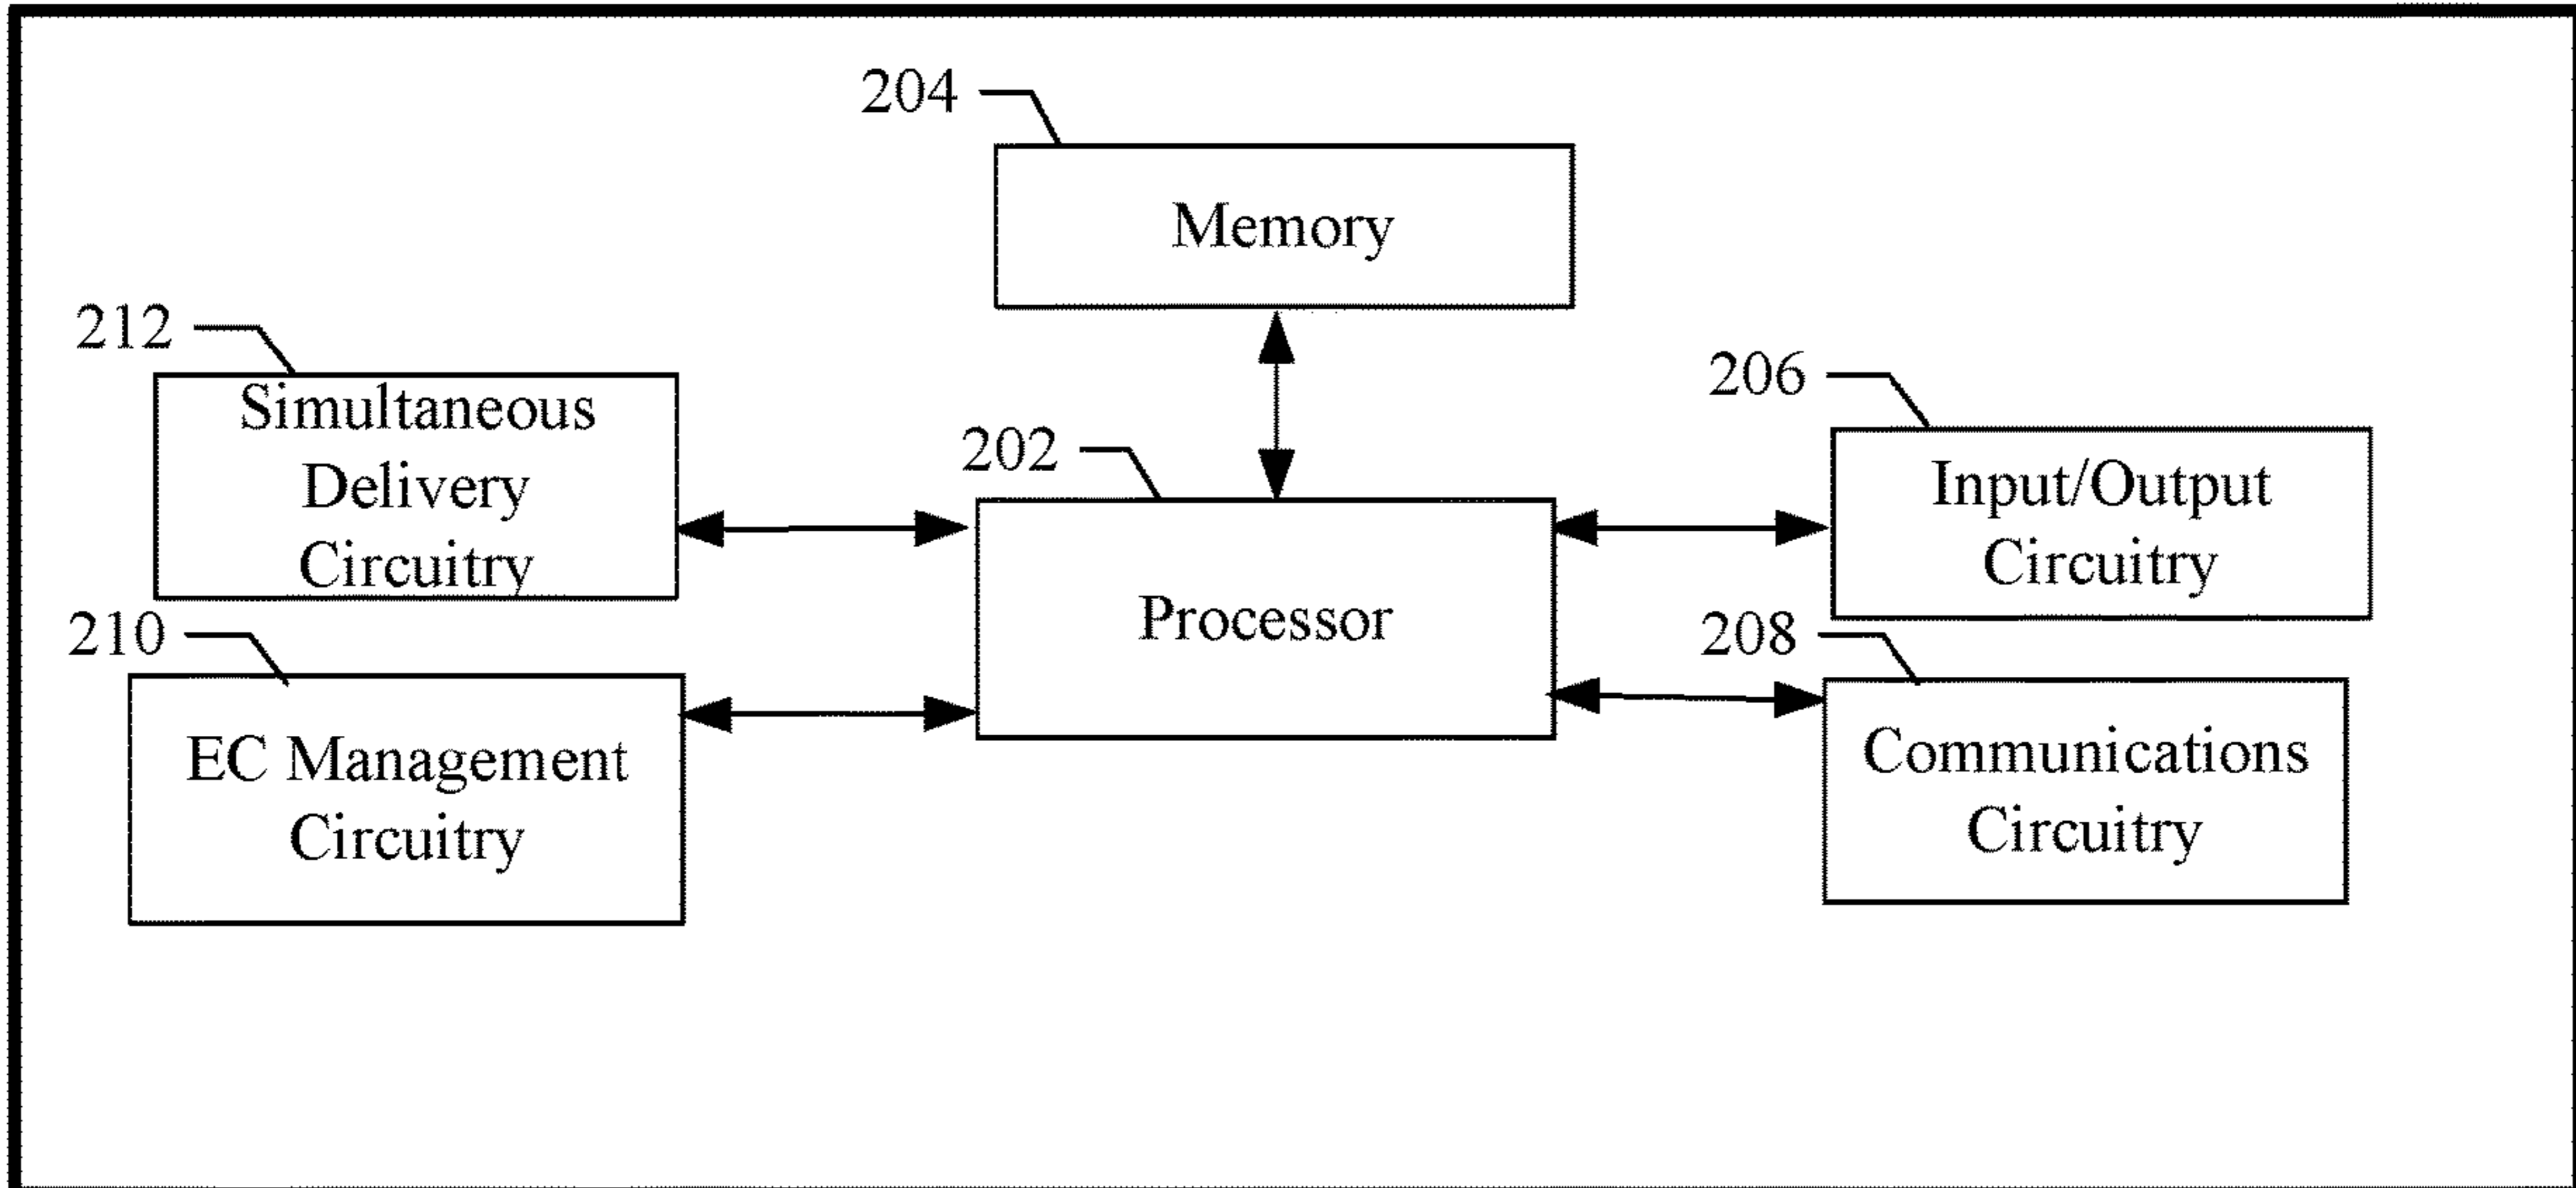 204
Memory
212
Simultaneous
Delivery
Circuitry
206
Input/Output
Circuitry
202
Processor
210
EC Management
Circuitry
208
Communications
Circuitry